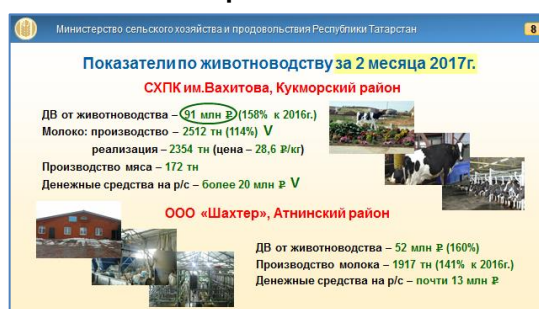 Министерство сельского хозяйства и продовольствия Республики Татарстан
8
Показатели по животноводству за 2 месяца 2017г.
СХПК им.Вахитова, Кукморский район
ДВ от животноводства – 91 млн ₽ (158% к 2016г.)
Молоко: производство – 2512 тн (114%) V
реализация – 2354 тн (цена – 28,6 ₽/кг)
Производство мяса – 172 тн
Денежные средства на р/с – более 20 млн ₽ V
ООО «Шахтер», Атнинский район
ДВ от животноводства – 52 млн ₽ (160%)
Производство молока – 1917 тн (141% к 2016г.)
Денежные средства на р/с – почти 13 млн ₽